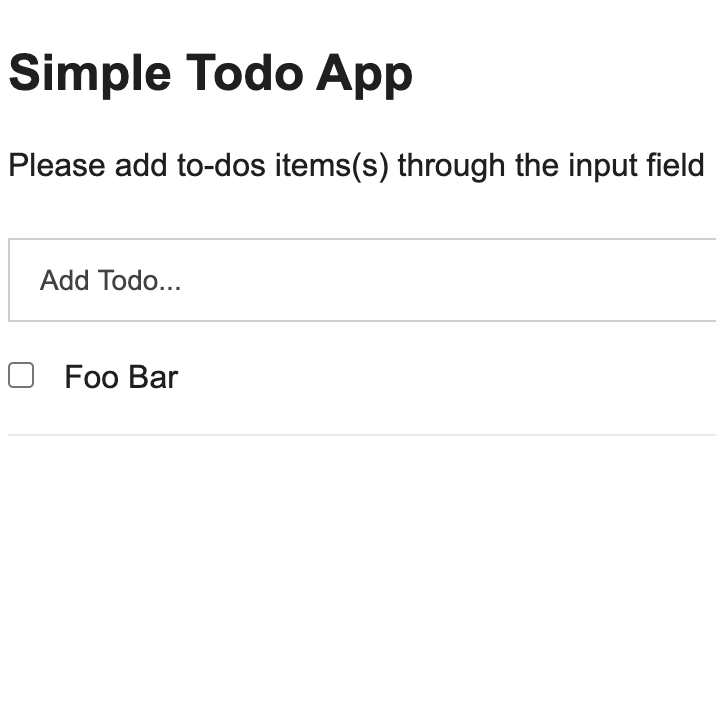 Simple Todo App
Please add to-dos items(s) through the input field
Add Todo...
Foo Bar